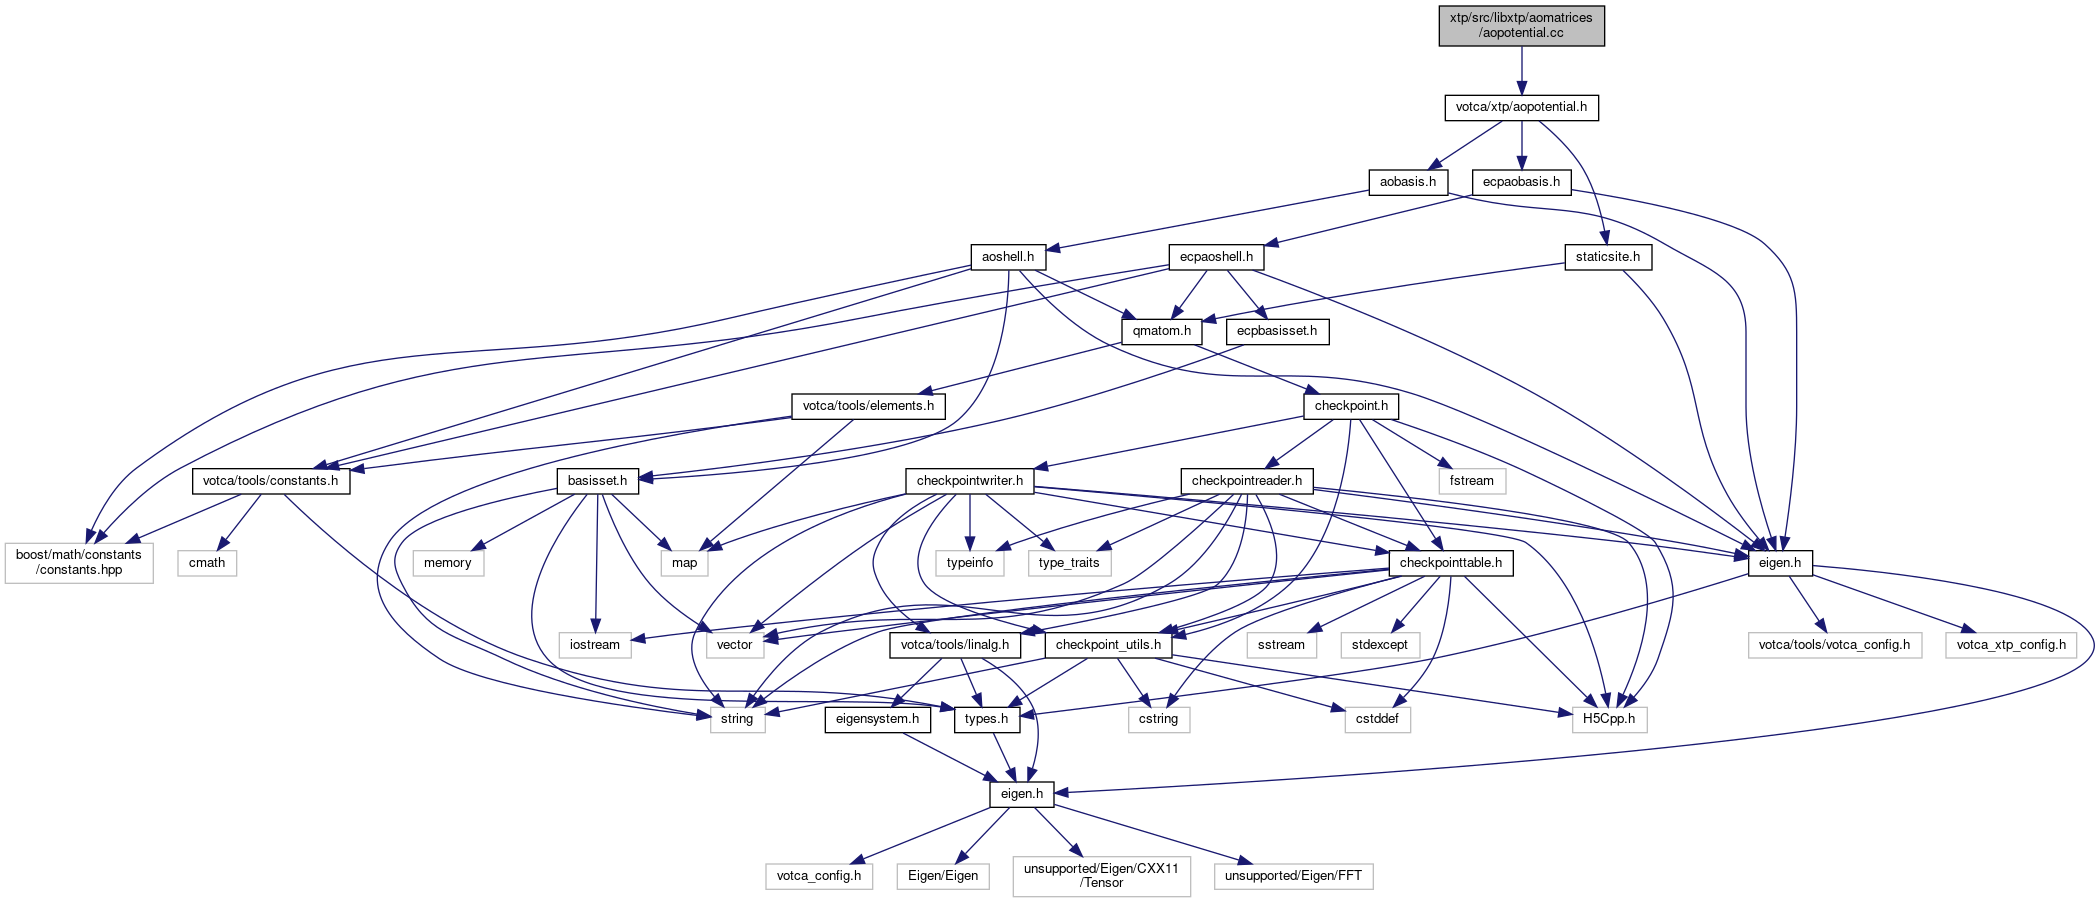 xtp/src/libxtp/aomatrices
/aopotential.cc
votca/xtp/aopotential.h
aobasis.h
ecpaobasis.h
aoshell.h
ecpaoshell.h
staticsite.h
qmatom.h
ecpbasisset.h
votca/tools/elements.h
checkpoint.h
votca/tools/constants.h
basisset.h
checkpointwriter.h
checkpointreader.h
fstream
boost/math/constants
/constants.hpp
cmath
memory
map
typeinfo
type_traits
checkpointtable.h
eigen.h
iostream
vector
votca/tools/linalg.h
checkpoint_utils.h
sstream
stdexcept
votca/tools/votca_config.h
votca_xtp_config.h
string
eigensystem.h
types.h
cstring
cstddef
H5Cpp.h
eigen.h
votca_config.h
Eigen/Eigen
unsupported/Eigen/CXX11
/Tensor
unsupported/Eigen/FFT